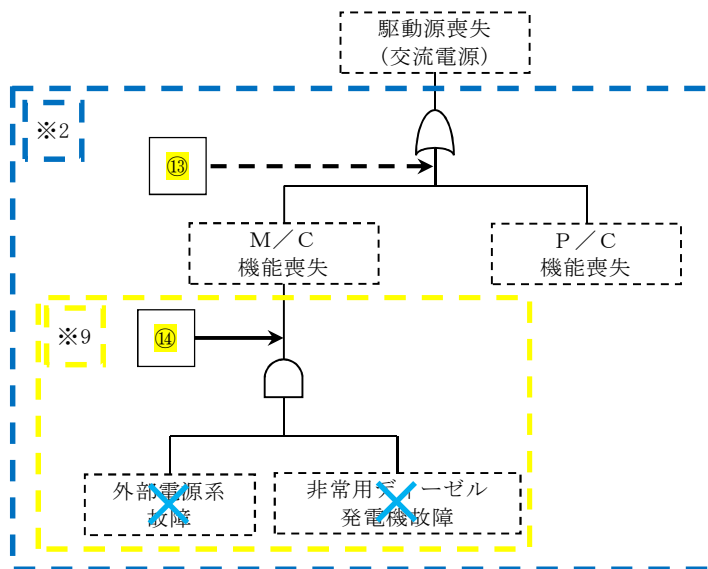 駆動源喪失
(交流電源)
※2
⑬
M／C
機能喪失
P／C
機能喪失
※9
⑭
外部電源系
故障
非常用ディーゼル
発電機故障